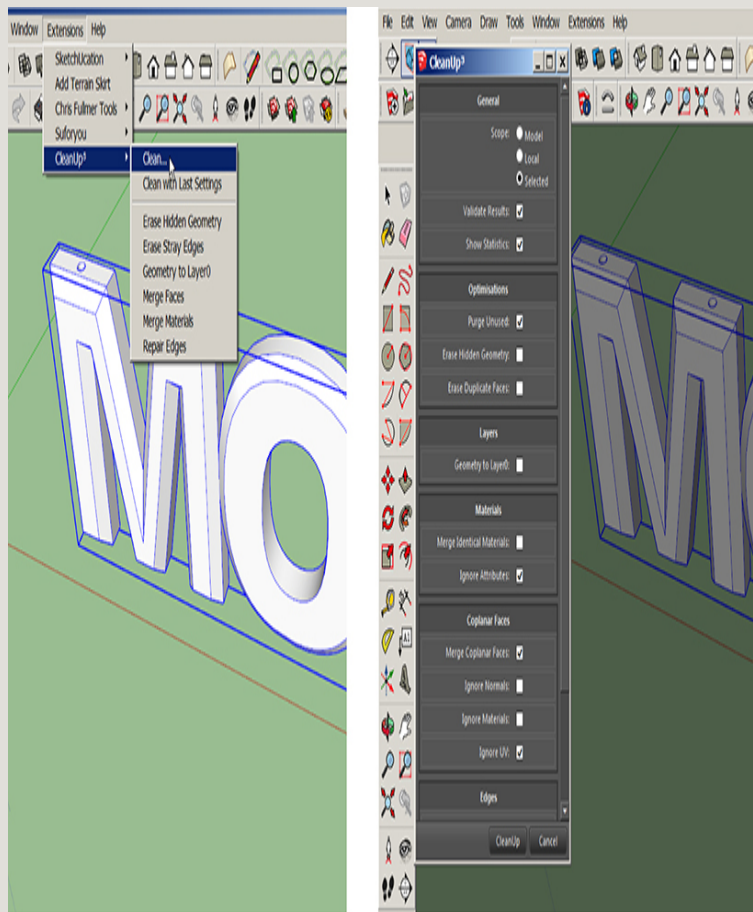 Window Extensions Help
SketchUcation
Add Terrain Skirt
Chris Fulmer Tools
Suforyou
CleanUp³
Clean...
Clean with Last Settings
Erase Hidden Geometry
Erase Stray Edges
Geometry to Layer0
Merge Faces
Merge Materials
Repair Edges
Mo
File Edit View Camera Draw Tools Window Extensions Help
CleanUp³
General
Scope: Model
Local
Selected
Validate Results:
Show Statistics:
Optimisations
Purge Unused:
Erase Hidden Geometry:
Erase Duplicate Faces:
Layers
Geometry to Layer0:
Materials
Merge Identical Materials:
Ignore Attributes:
Coplanar Faces
Merge Coplanar Faces:
Ignore Normals:
Ignore Materials:
Ignore UV:
Edges
CleanUp Cancel
M